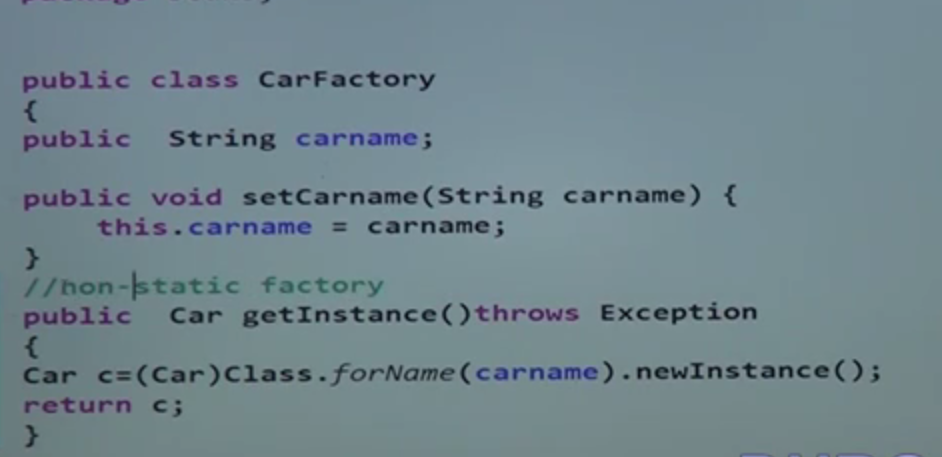 public class CarFactory
{
public  String carname;
public void setCarname(String carname) {
    this.carname = carname;
}
//non-static factory
public  Car getInstance()throws Exception
{
Car c=(Car)Class.forName(carname).newInstance();
return c;
}